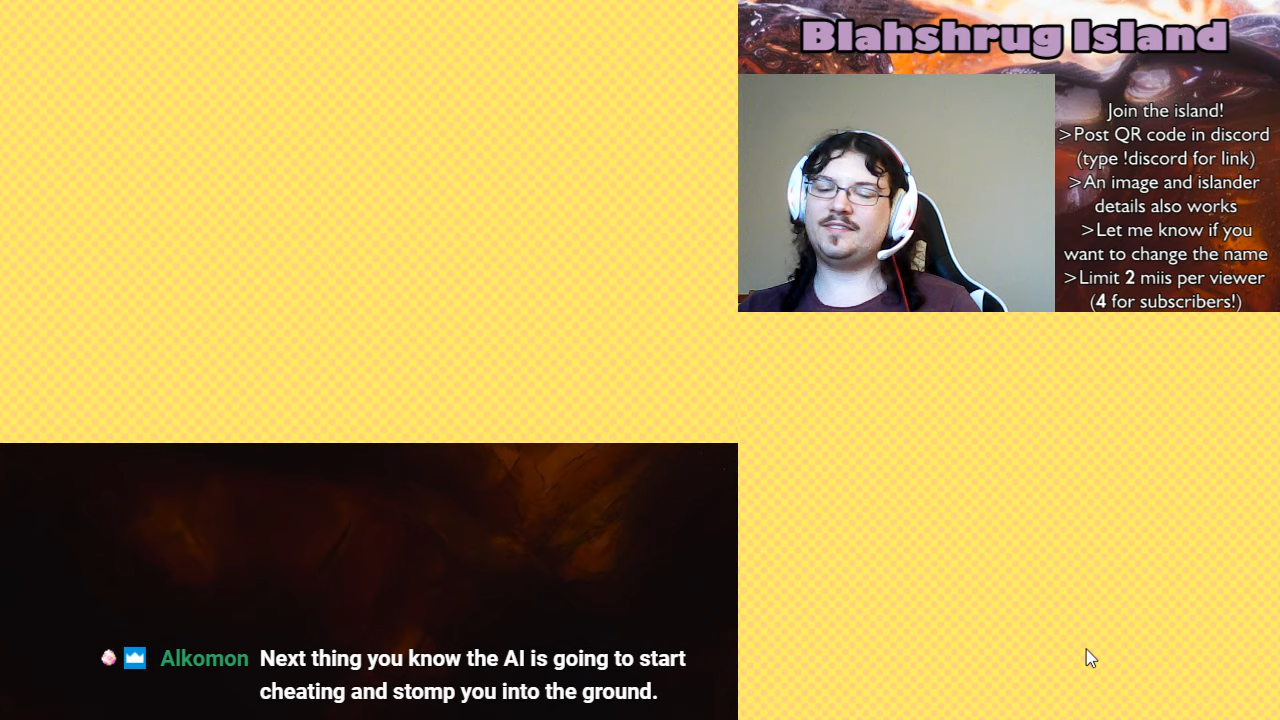 Blahshrug Island
Join the island!
>Post QR code in discord
(type !discord for link)
>An image and islander
details also works
>Let me know if you
want to change the name
>Limit 2 miis per viewer
(4 for subscribers!)
Alkomon Next thing you know the AI is going to start
cheating and stomp you into the ground.